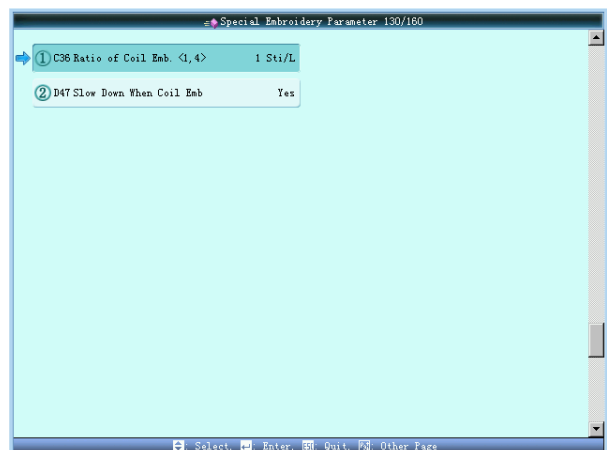 Special Embroidery Parameter 130/160
① C36 Ratio of Coil Emb. <1,4> 1 Sti/L
② D47 Slow Down When Coil Emb Yes
: Select, : Enter, ESC: Quit, : Other Page